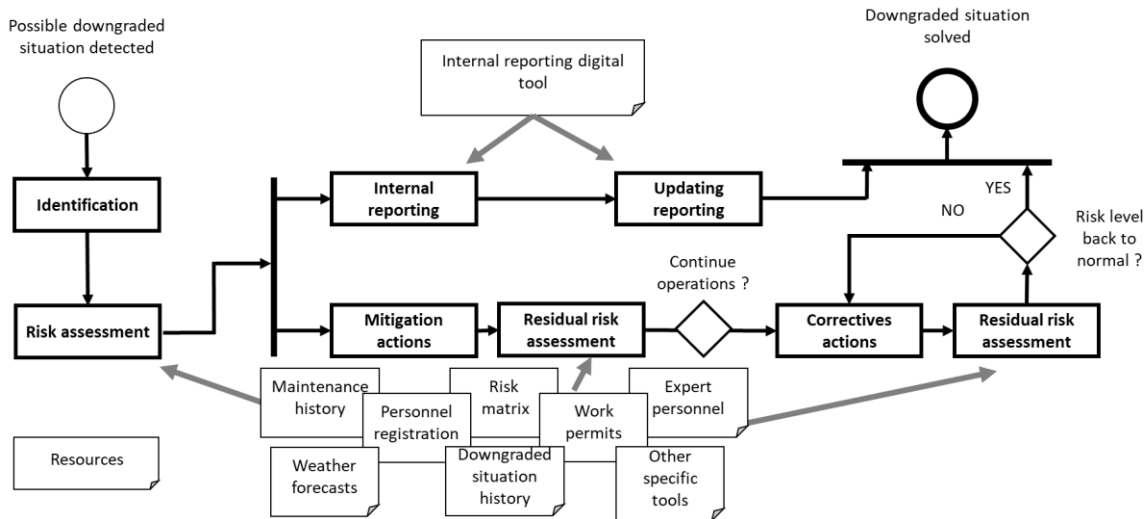 Possible downgraded
situation detected
Downgraded situation
solved
Internal reporting digital
tool
Identification
Internal
reporting
Updating
reporting
YES
NO
Risk level
back to
normal ?
Continue
operations ?
Risk assessment
Mitigation
actions
Residual risk
assessment
Correctives
actions
Residual risk
assessment
Maintenance
history
Risk
matrix
Expert
personnel
Personnel
registration
Work
permits
Resources
Weather
forecasts
Downgraded
situation
history
Other
specific
tools